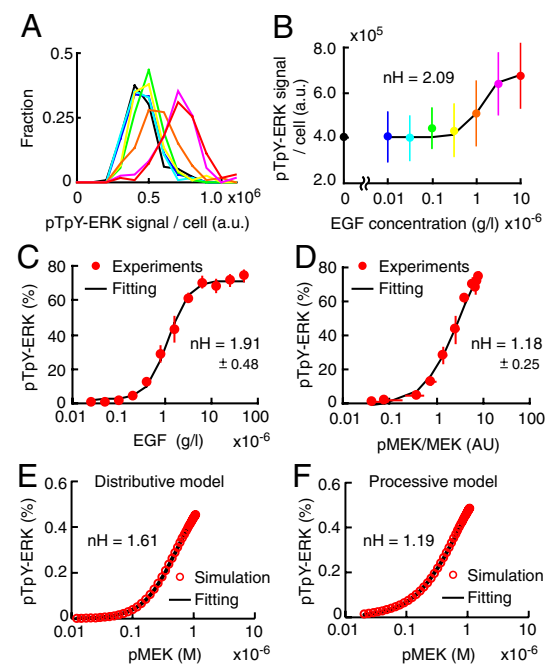 A
0.5
0.25
0
Fraction
0
0.5
1.0
x10⁶
pTpY-ERK signal / cell (a.u.)
B
x10⁵
8.0
6.0
4.0
2.0
pTpY-ERK signal
/ cell (a.u.)
nH = 2.09
0
0.01
0.1
1
10
EGF concentration (g/l)
x10⁻⁶
C
80
60
40
20
0
pTpY-ERK (%)
Experiments
Fitting
nH = 1.91
± 0.48
0.01
0.1
1
10
100
EGF (g/l)
x10⁻⁶
D
80
60
40
20
0
pTpY-ERK (%)
Experiments
Fitting
nH = 1.18
± 0.25
0.01
0.1
1
10
100
pMEK/MEK (AU)
E
Distributive model
0.6
0.4
0.2
0
pTpY-ERK (%)
nH = 1.61
Simulation
Fitting
0.01
0.1
1
10
pMEK (M)
x10⁻⁶
F
Processive model
0.6
0.4
0.2
0
pTpY-ERK (%)
nH = 1.19
Simulation
Fitting
0.01
0.1
1
10
pMEK (M)
x10⁻⁶